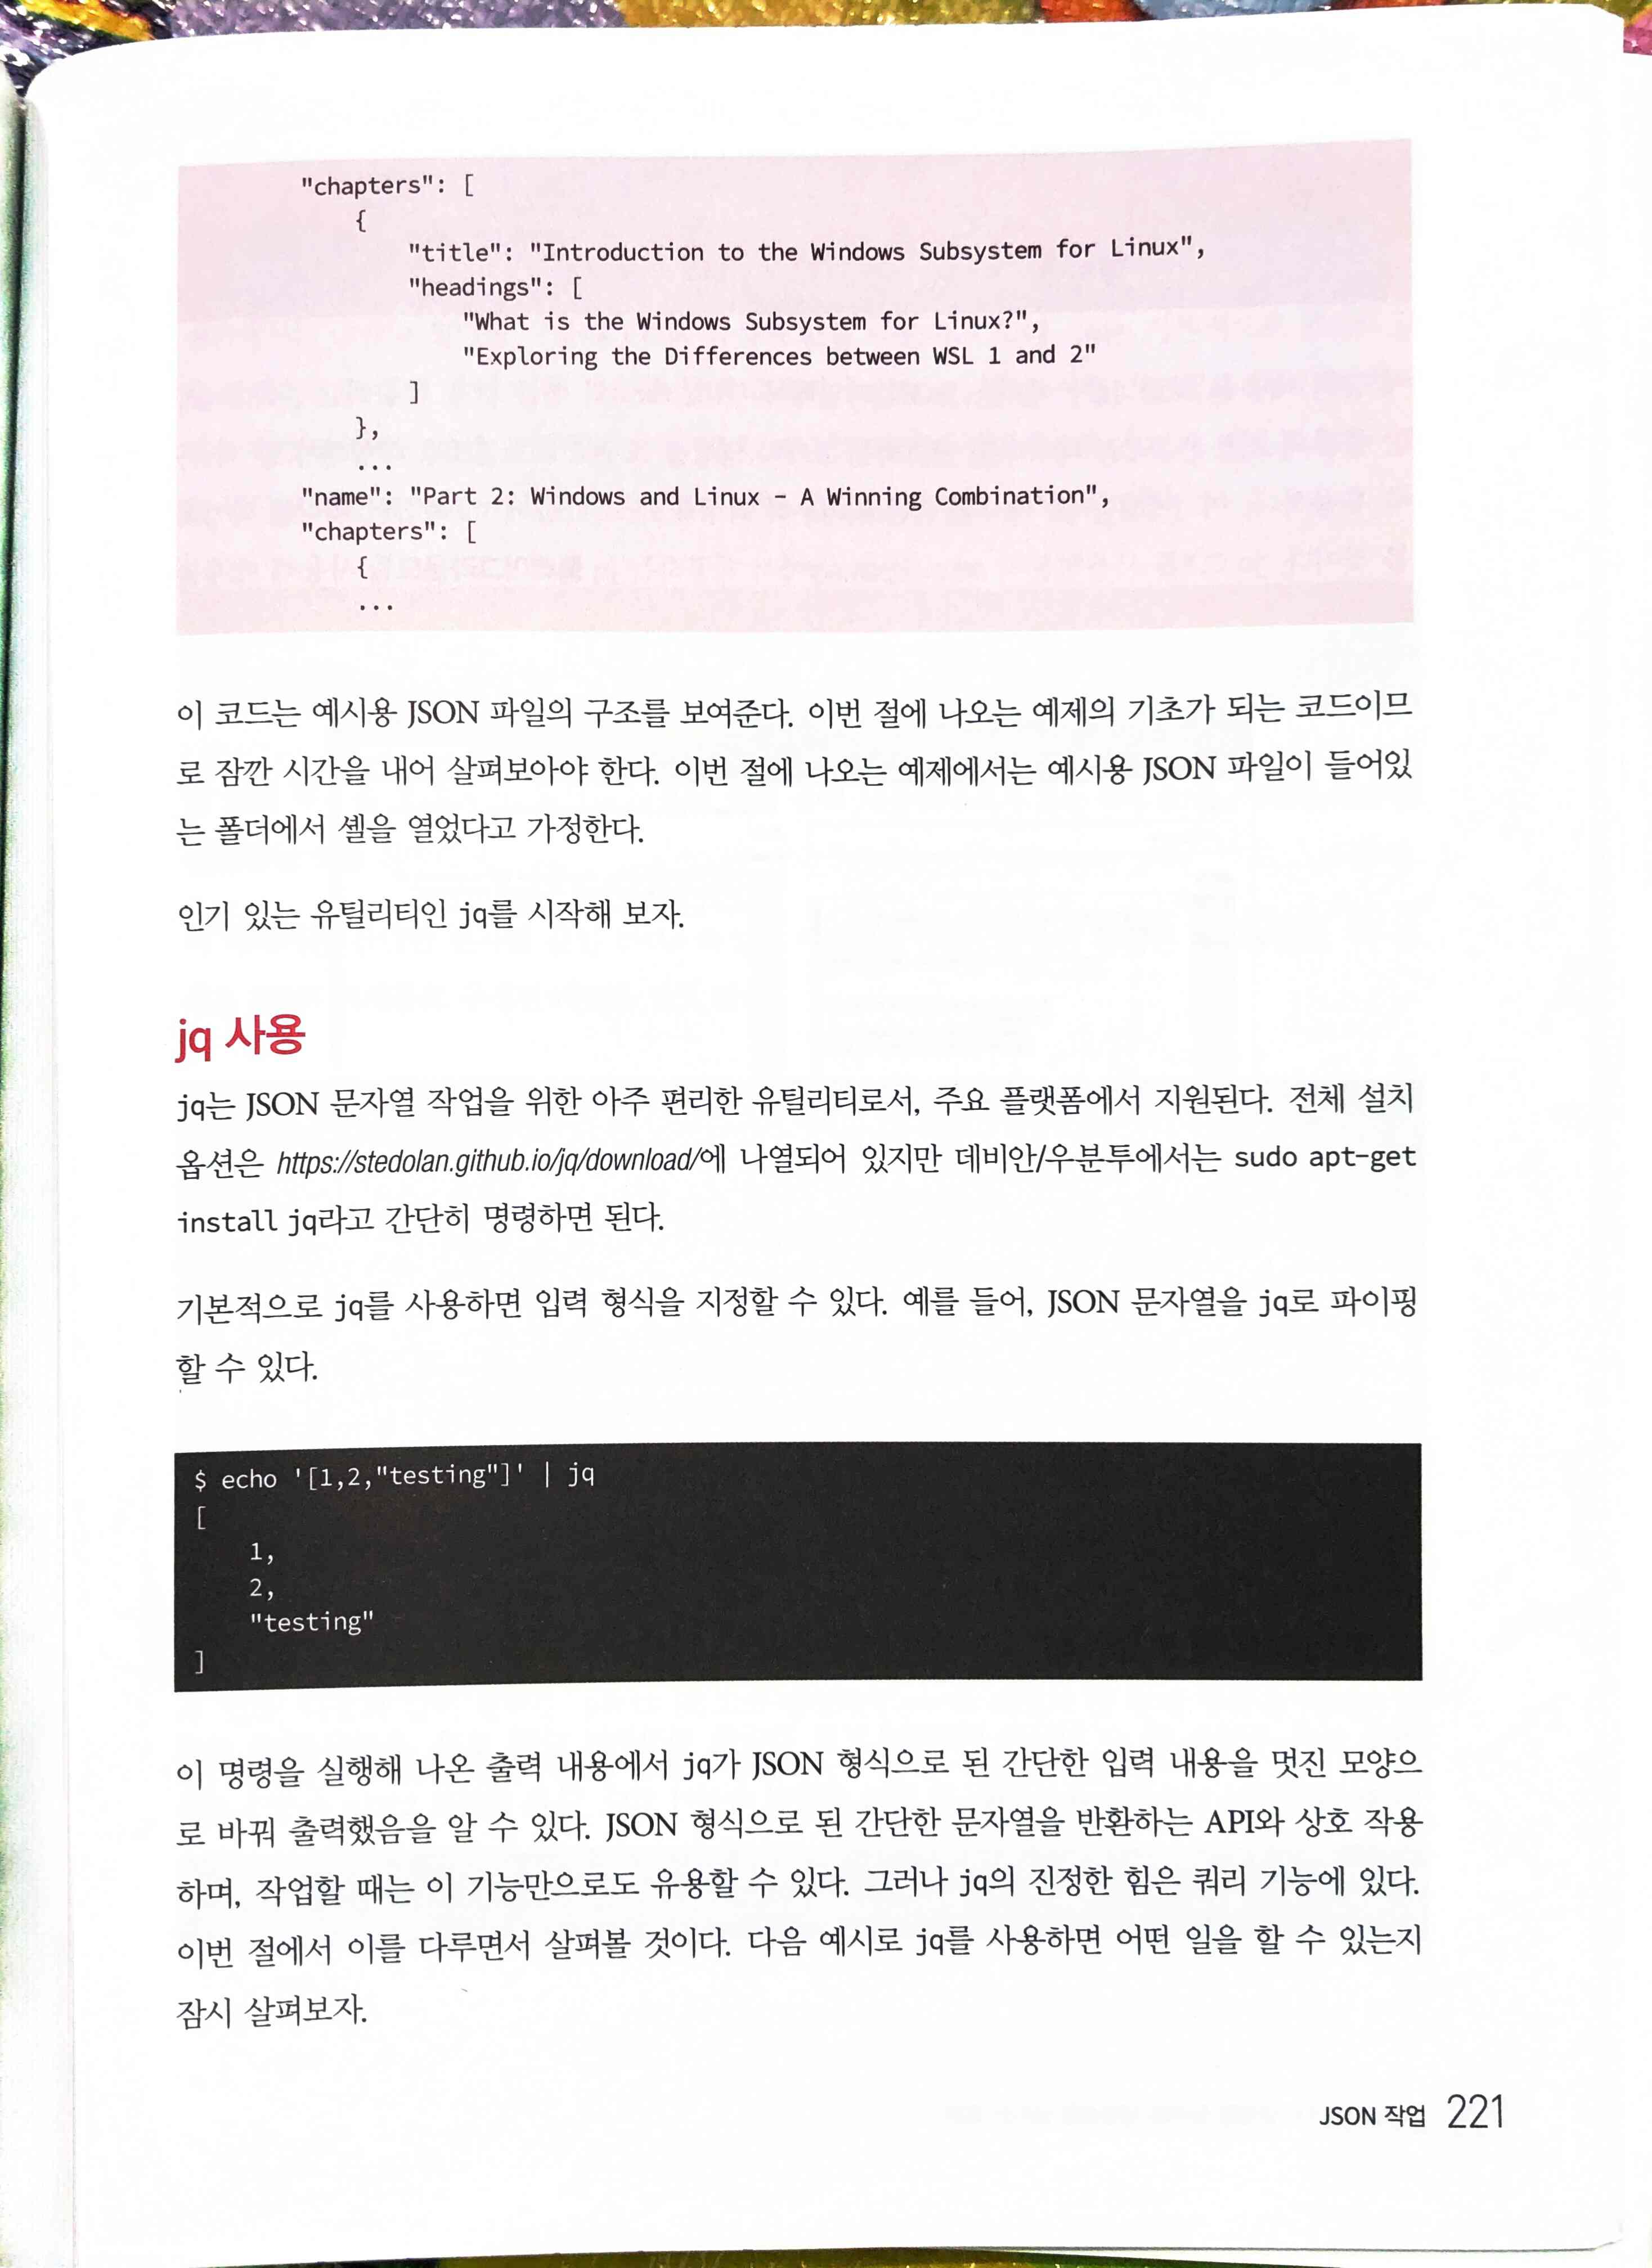 "chapters": [
{
"title": "Introduction to the Windows Subsystem for Linux",
"headings": [
"What is the Windows Subsystem for Linux?",
"Exploring the Differences between WSL 1 and 2"
]
},
...
"name": "Part 2: Windows and Linux - A Winning Combination",
"chapters": [
{
...
이 코드는 예시용 JSON 파일의 구조를 보여준다. 이번 절에 나오는 예제의 기초가 되는 코드이므
로 잠깐 시간을 내어 살펴보아야 한다. 이번 절에 나오는 예제에서는 예시용 JSON 파일이 들어있
는 폴더에서 셸을 열었다고 가정한다.
인기 있는 유틸리티인 jq를 시작해 보자.
jq 사용
jq는 JSON 문자열 작업을 위한 아주 편리한 유틸리티로서, 주요 플랫폼에서 지원된다. 전체 설치
옵션은 https://stedolan.github.io/jq/download/에 나열되어 있지만 데비안/우분투에서는 sudo apt-get
install jq라고 간단히 명령하면 된다.
기본적으로 jq를 사용하면 입력 형식을 지정할 수 있다. 예를 들어, JSON 문자열을 jq로 파이핑
할 수 있다.
$ echo '[1,2,"testing"]' | jq
[
1,
2,
"testing"
]
이 명령을 실행해 나온 출력 내용에서 jq가 JSON 형식으로 된 간단한 입력 내용을 멋진 모양으
로 바꿔 출력했음을 알 수 있다. JSON 형식으로 된 간단한 문자열을 반환하는 API와 상호 작용
하며, 작업할 때는 이 기능만으로도 유용할 수 있다. 그러나 jq의 진정한 힘은 쿼리 기능에 있다.
이번 절에서 이를 다루면서 살펴볼 것이다. 다음 예시로 jq를 사용하면 어떤 일을 할 수 있는지
잠시 살펴보자.
JSON 작업 221